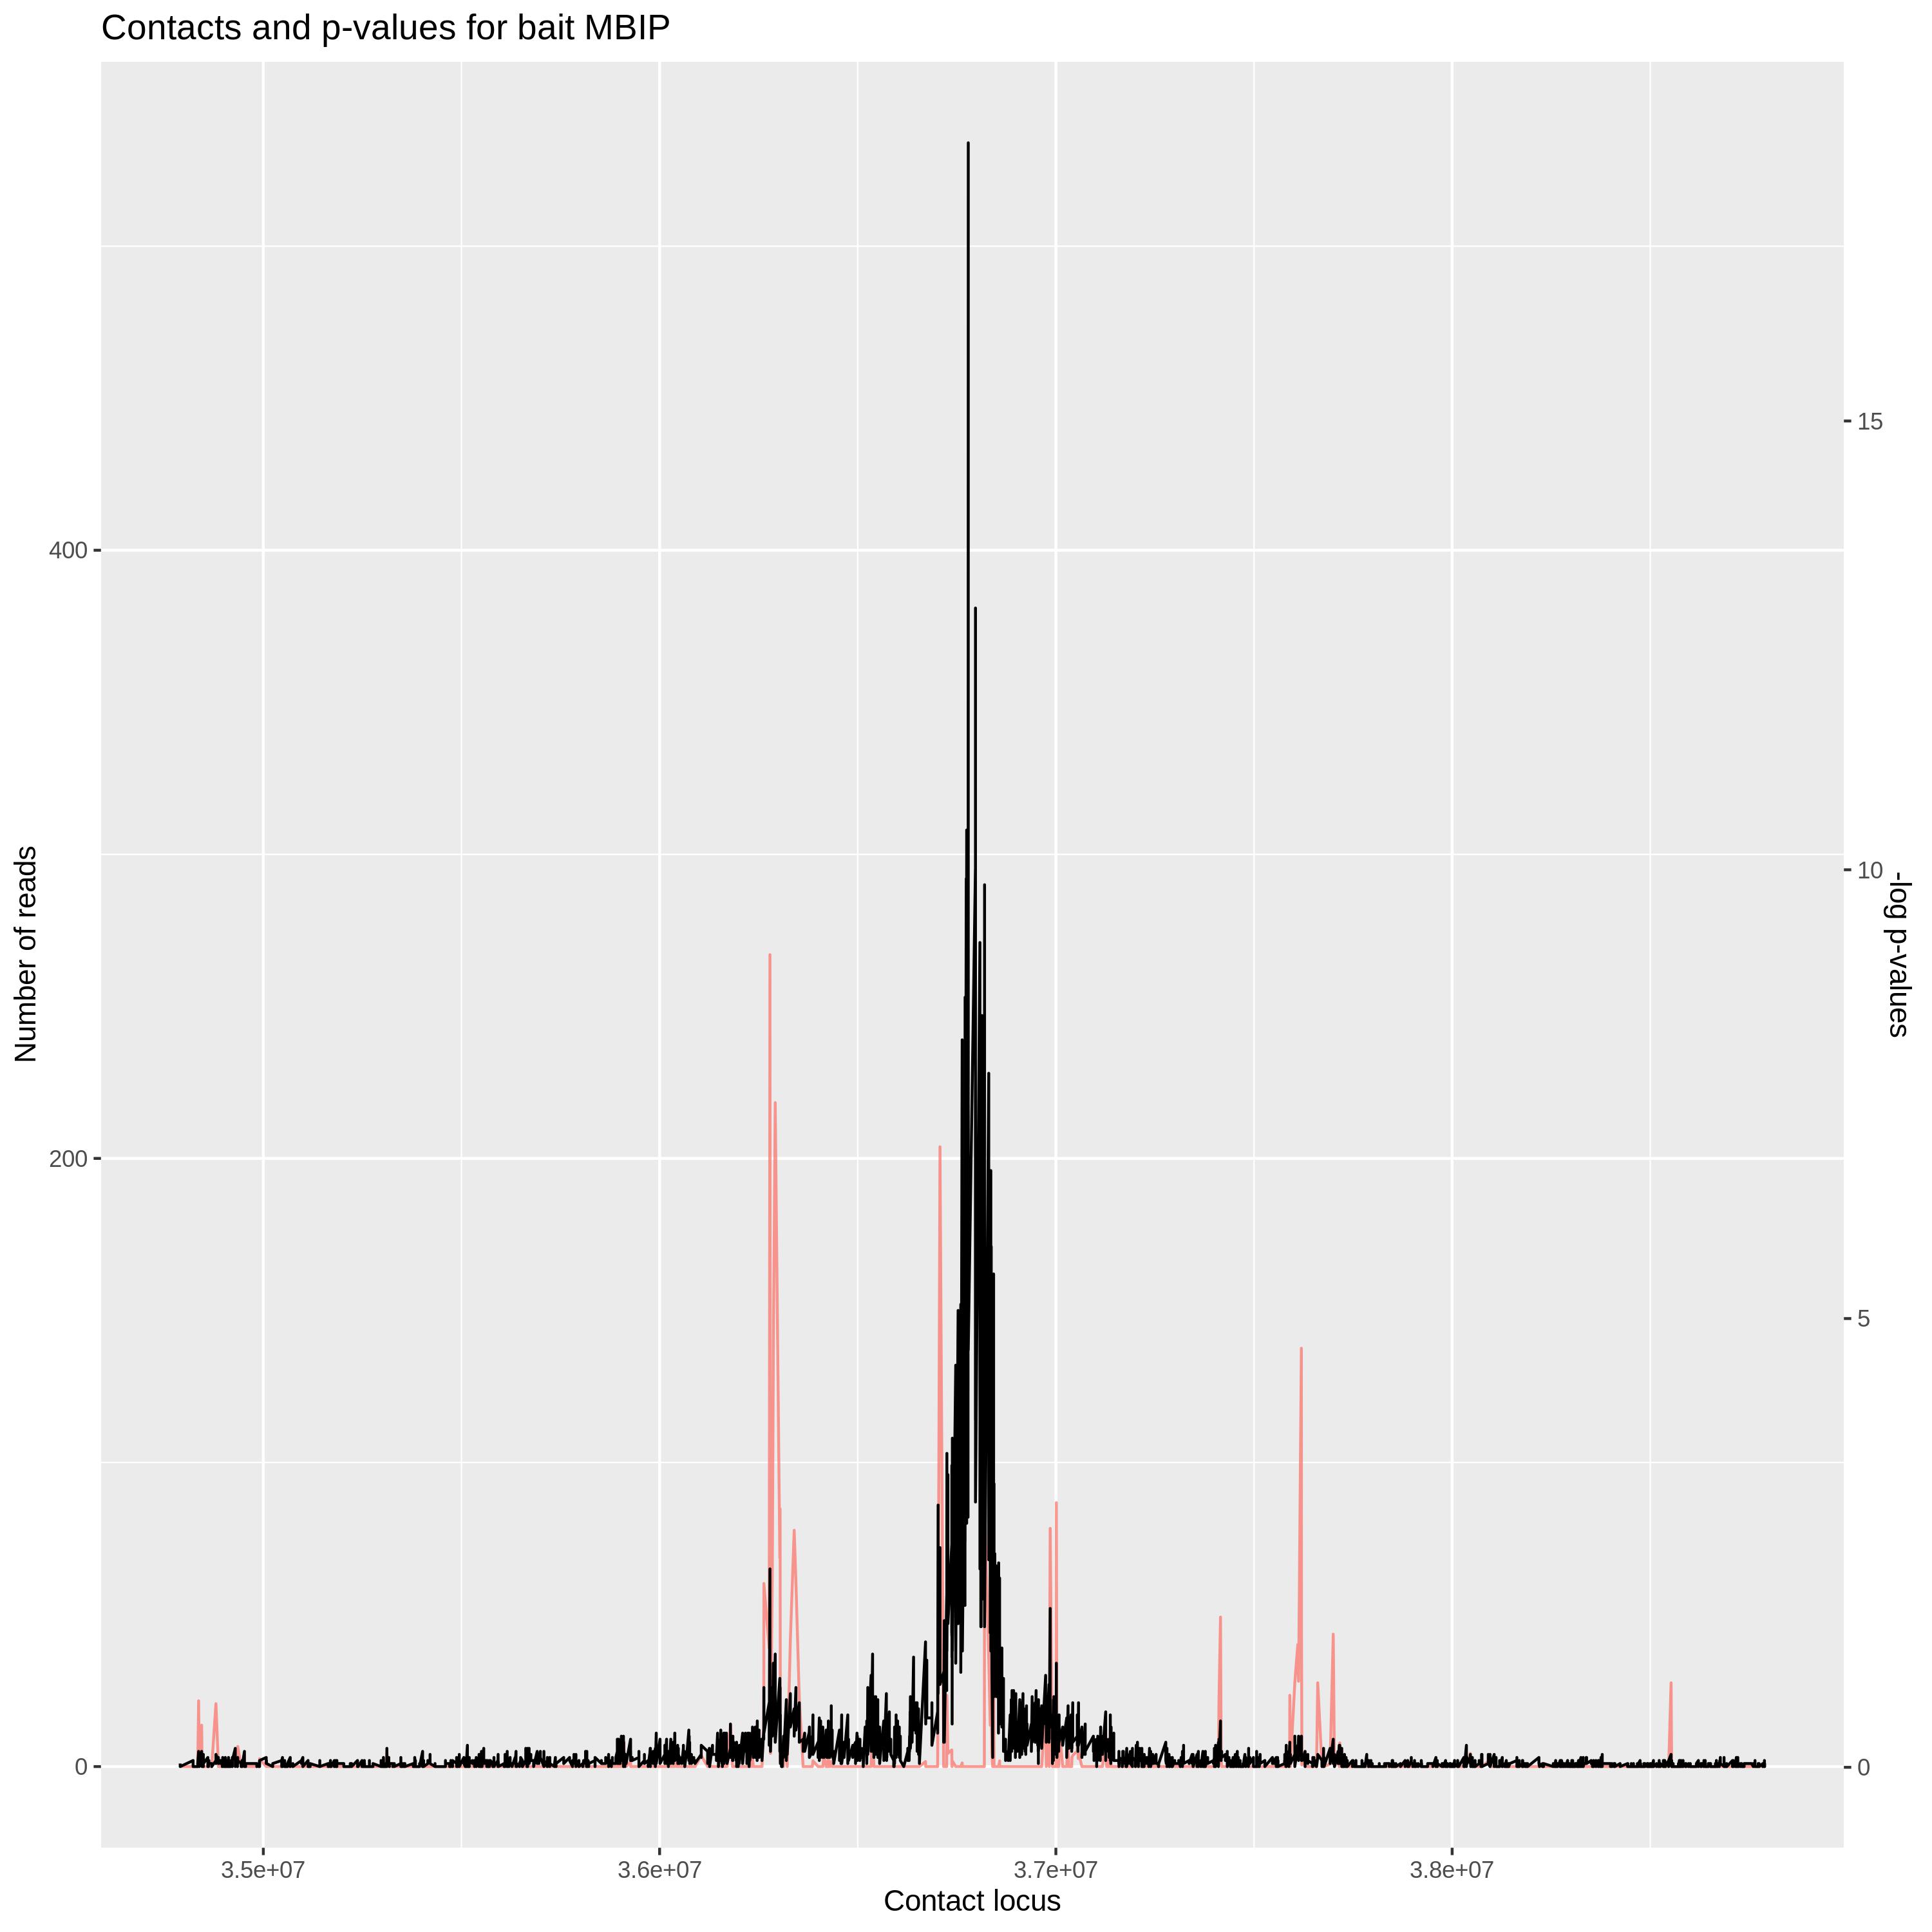 Contacts and p-values for bait MBIP
Number of reads
400
200
0
15
10
5
0
-log p-values
3.5e+07
3.6e+07
3.7e+07
3.8e+07
Contact locus